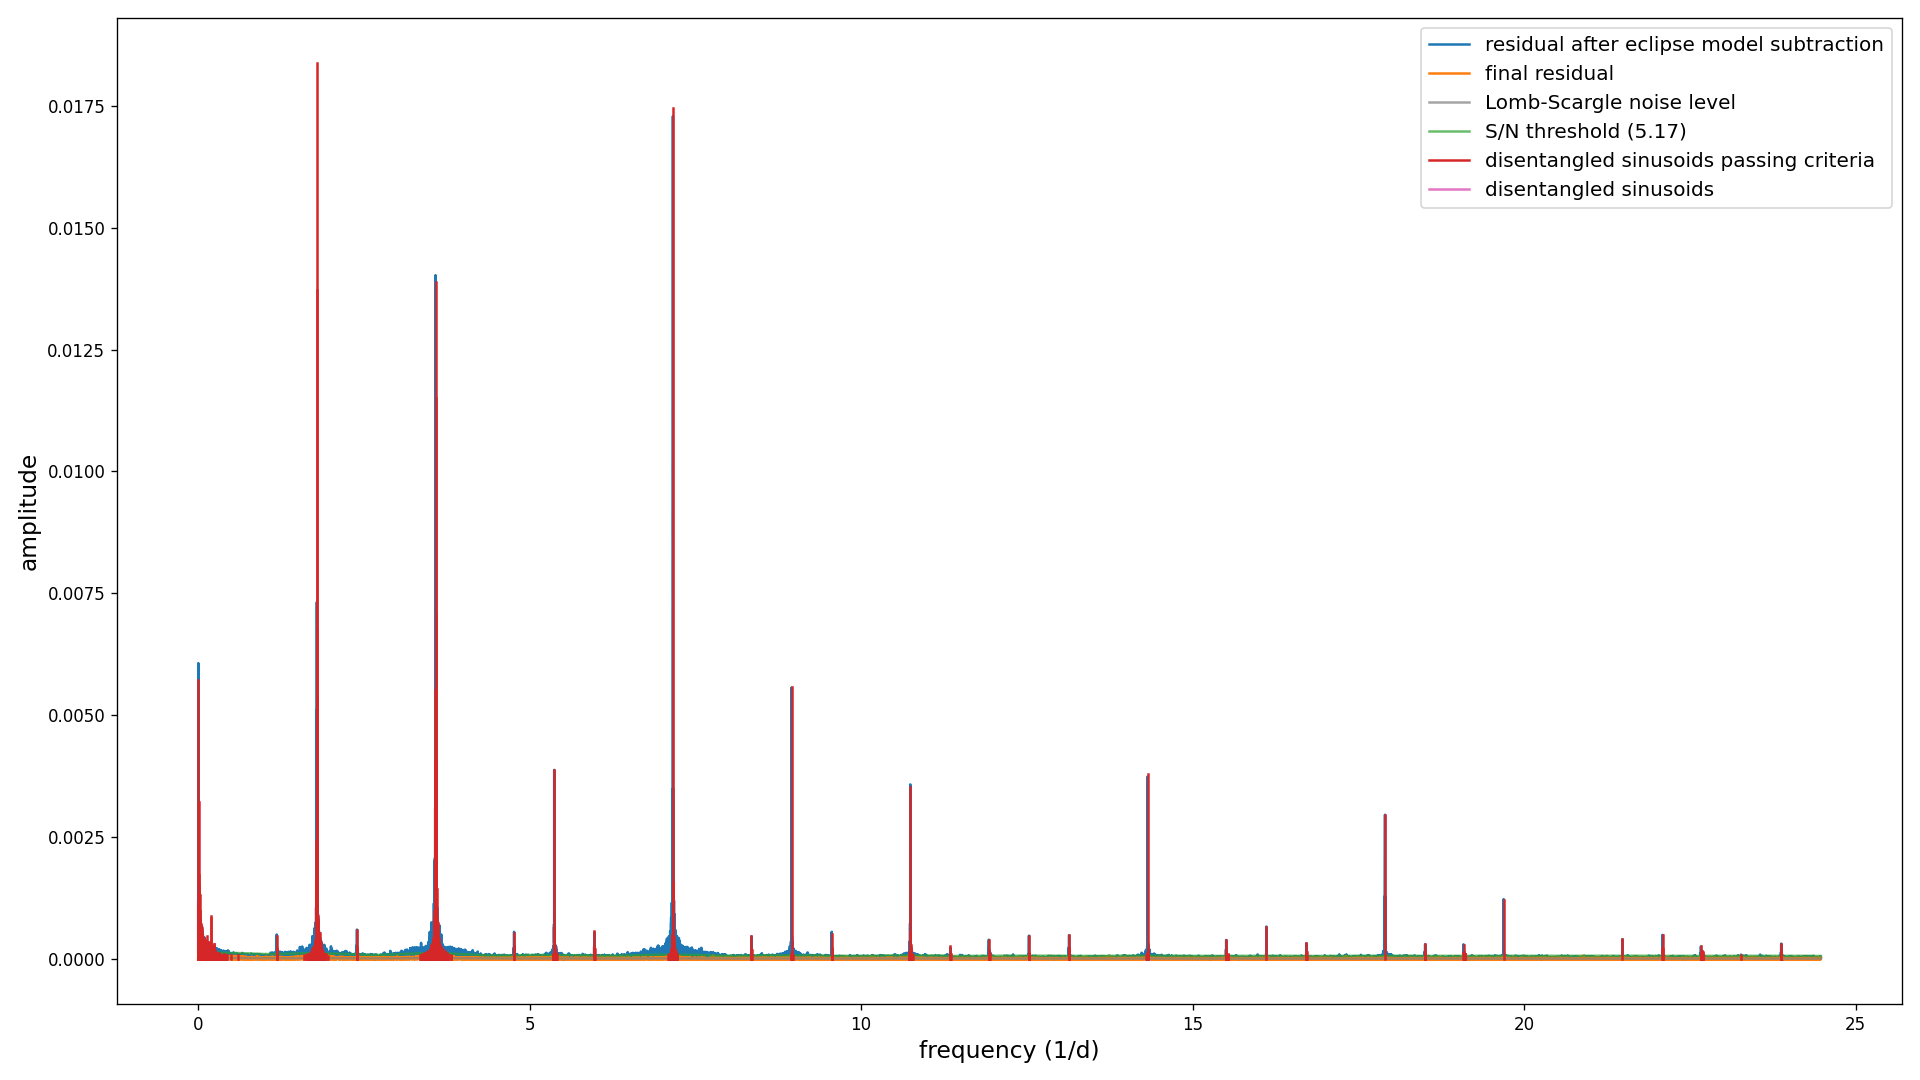 residual after eclipse model subtraction
final residual
Lomb-Scargle noise level
S/N threshold (5.17)
disentangled sinusoids passing criteria
disentangled sinusoids
0.0175
0.0150
0.0125
0.0100
0.0075
0.0050
0.0025
0.0000
amplitude
0 5 10 15 20 25
frequency (1/d)